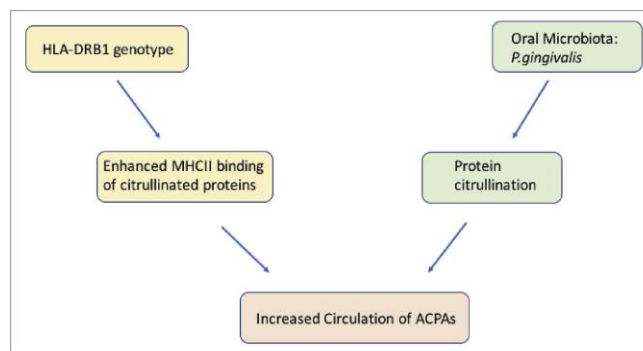 HLA-DRB1 genotype
Oral Microbiota:
P.gingivalis
Enhanced MHCII binding
of citrullinated proteins
Protein
citrullination
Increased Circulation of ACPAs